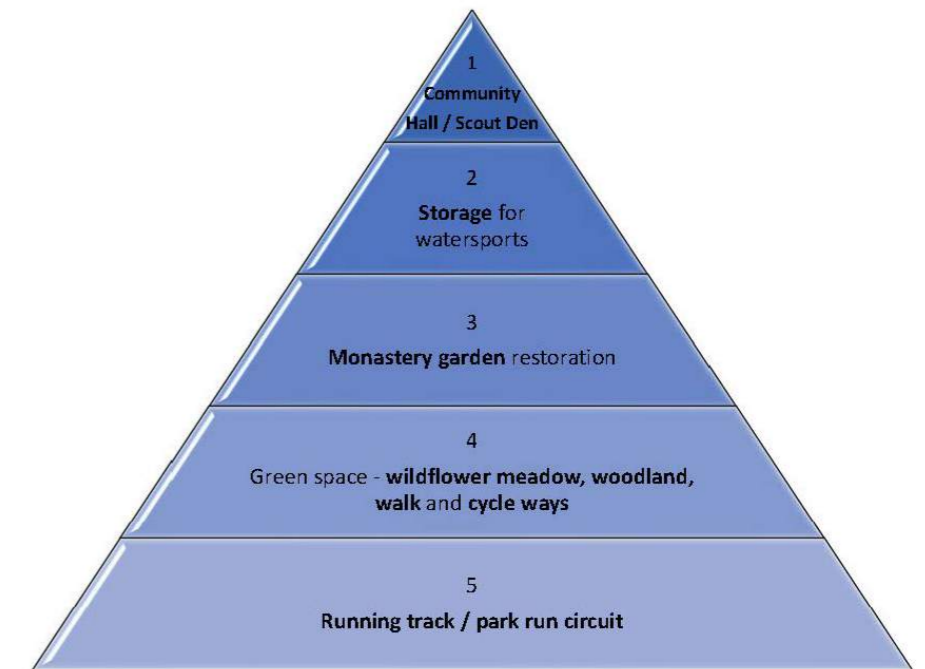 1
Community
Hall / Scout Den
2
Storage for
watersports
3
Monastery garden restoration
4
Green space - wildflower meadow, woodland,
walk and cycle ways
5
Running track / park run circuit